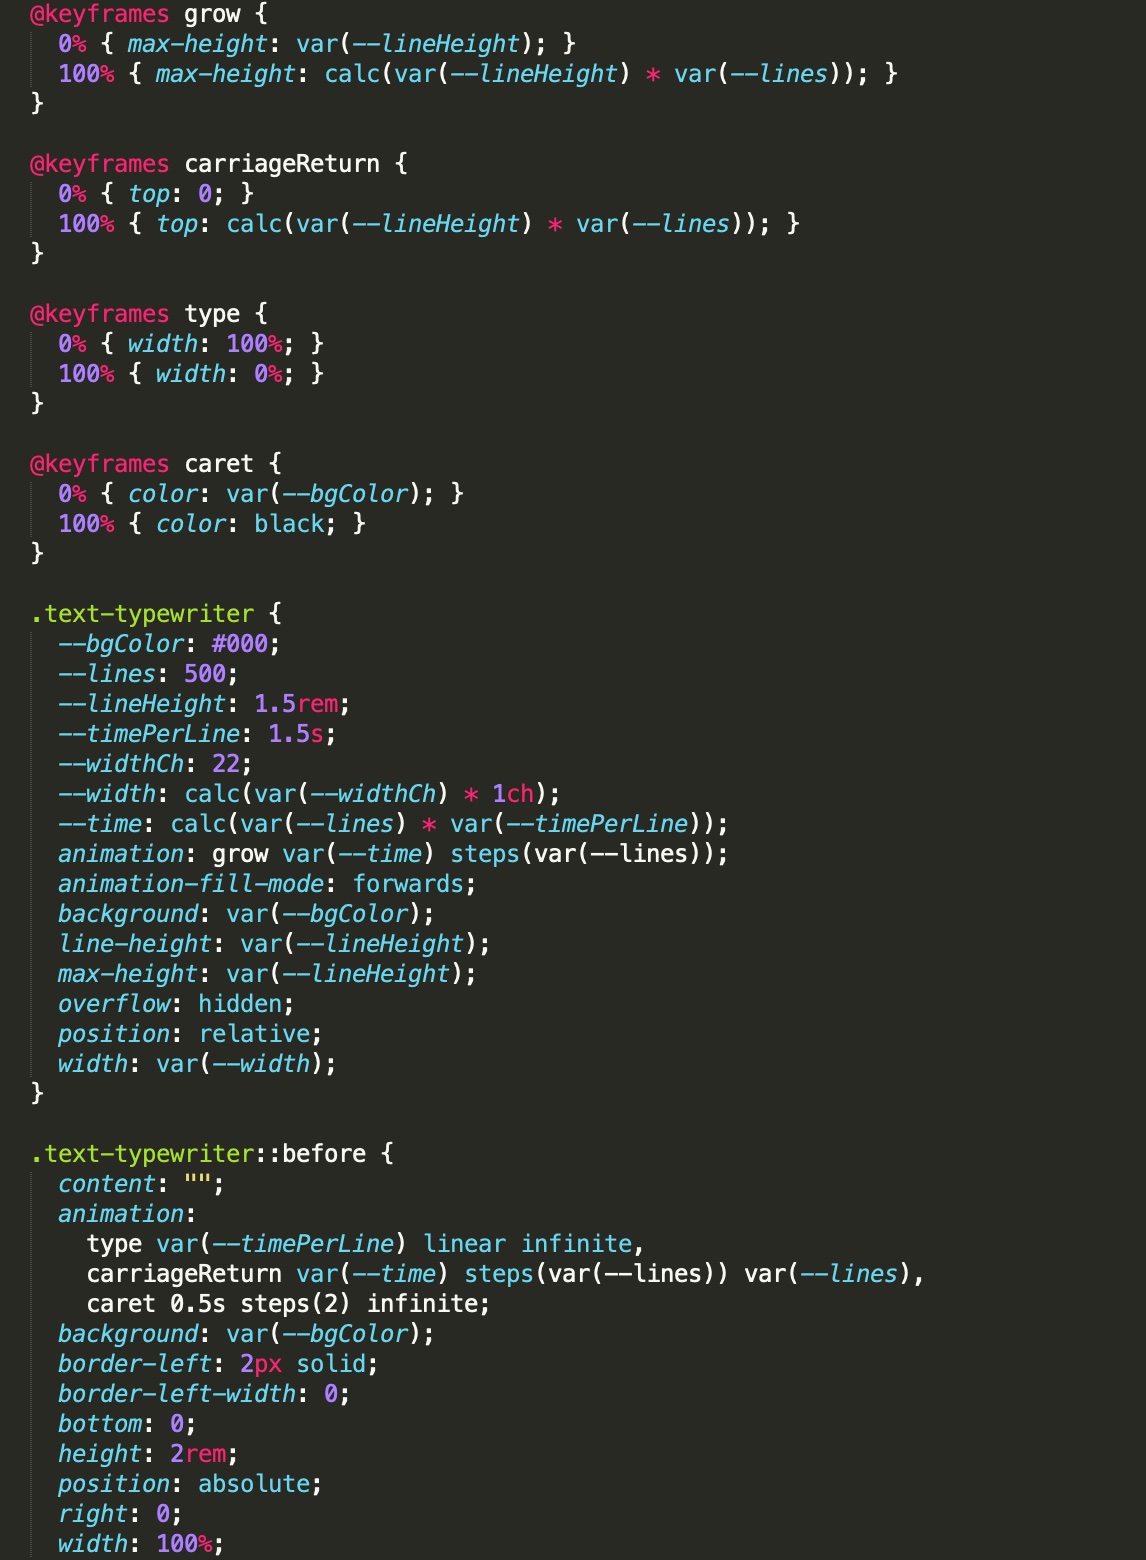 @keyframes grow {
  0% { max-height: var(--lineHeight); }
  100% { max-height: calc(var(--lineHeight) * var(--lines)); }
}

@keyframes carriageReturn {
  0% { top: 0; }
  100% { top: calc(var(--lineHeight) * var(--lines)); }
}

@keyframes type {
  0% { width: 100%; }
  100% { width: 0%; }
}

@keyframes caret {
  0% { color: var(--bgColor); }
  100% { color: black; }
}

.text-typewriter {
  --bgColor: #000;
  --lines: 500;
  --lineHeight: 1.5rem;
  --timePerLine: 1.5s;
  --widthCh: 22;
  --width: calc(var(--widthCh) * 1ch);
  --time: calc(var(--lines) * var(--timePerLine));
  animation: grow var(--time) steps(var(--lines));
  animation-fill-mode: forwards;
  background: var(--bgColor);
  line-height: var(--lineHeight);
  max-height: var(--lineHeight);
  overflow: hidden;
  position: relative;
  width: var(--width);
}

.text-typewriter::before {
  content: "";
  animation:
    type var(--timePerLine) linear infinite,
    carriageReturn var(--time) steps(var(--lines)) var(--lines),
    caret 0.5s steps(2) infinite;
  background: var(--bgColor);
  border-left: 2px solid;
  border-left-width: 0;
  bottom: 0;
  height: 2rem;
  position: absolute;
  right: 0;
  width: 100%;